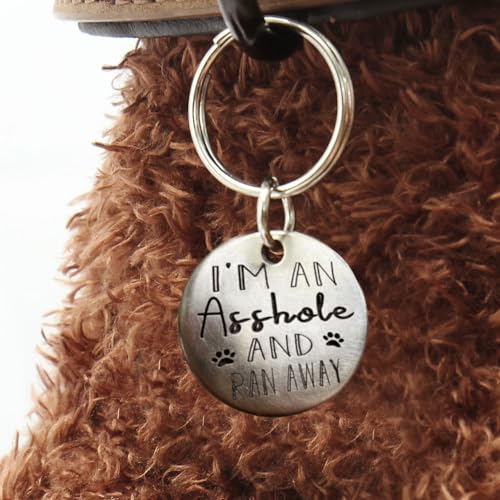 I'M AN
Asshole
AND
RAN AWAY